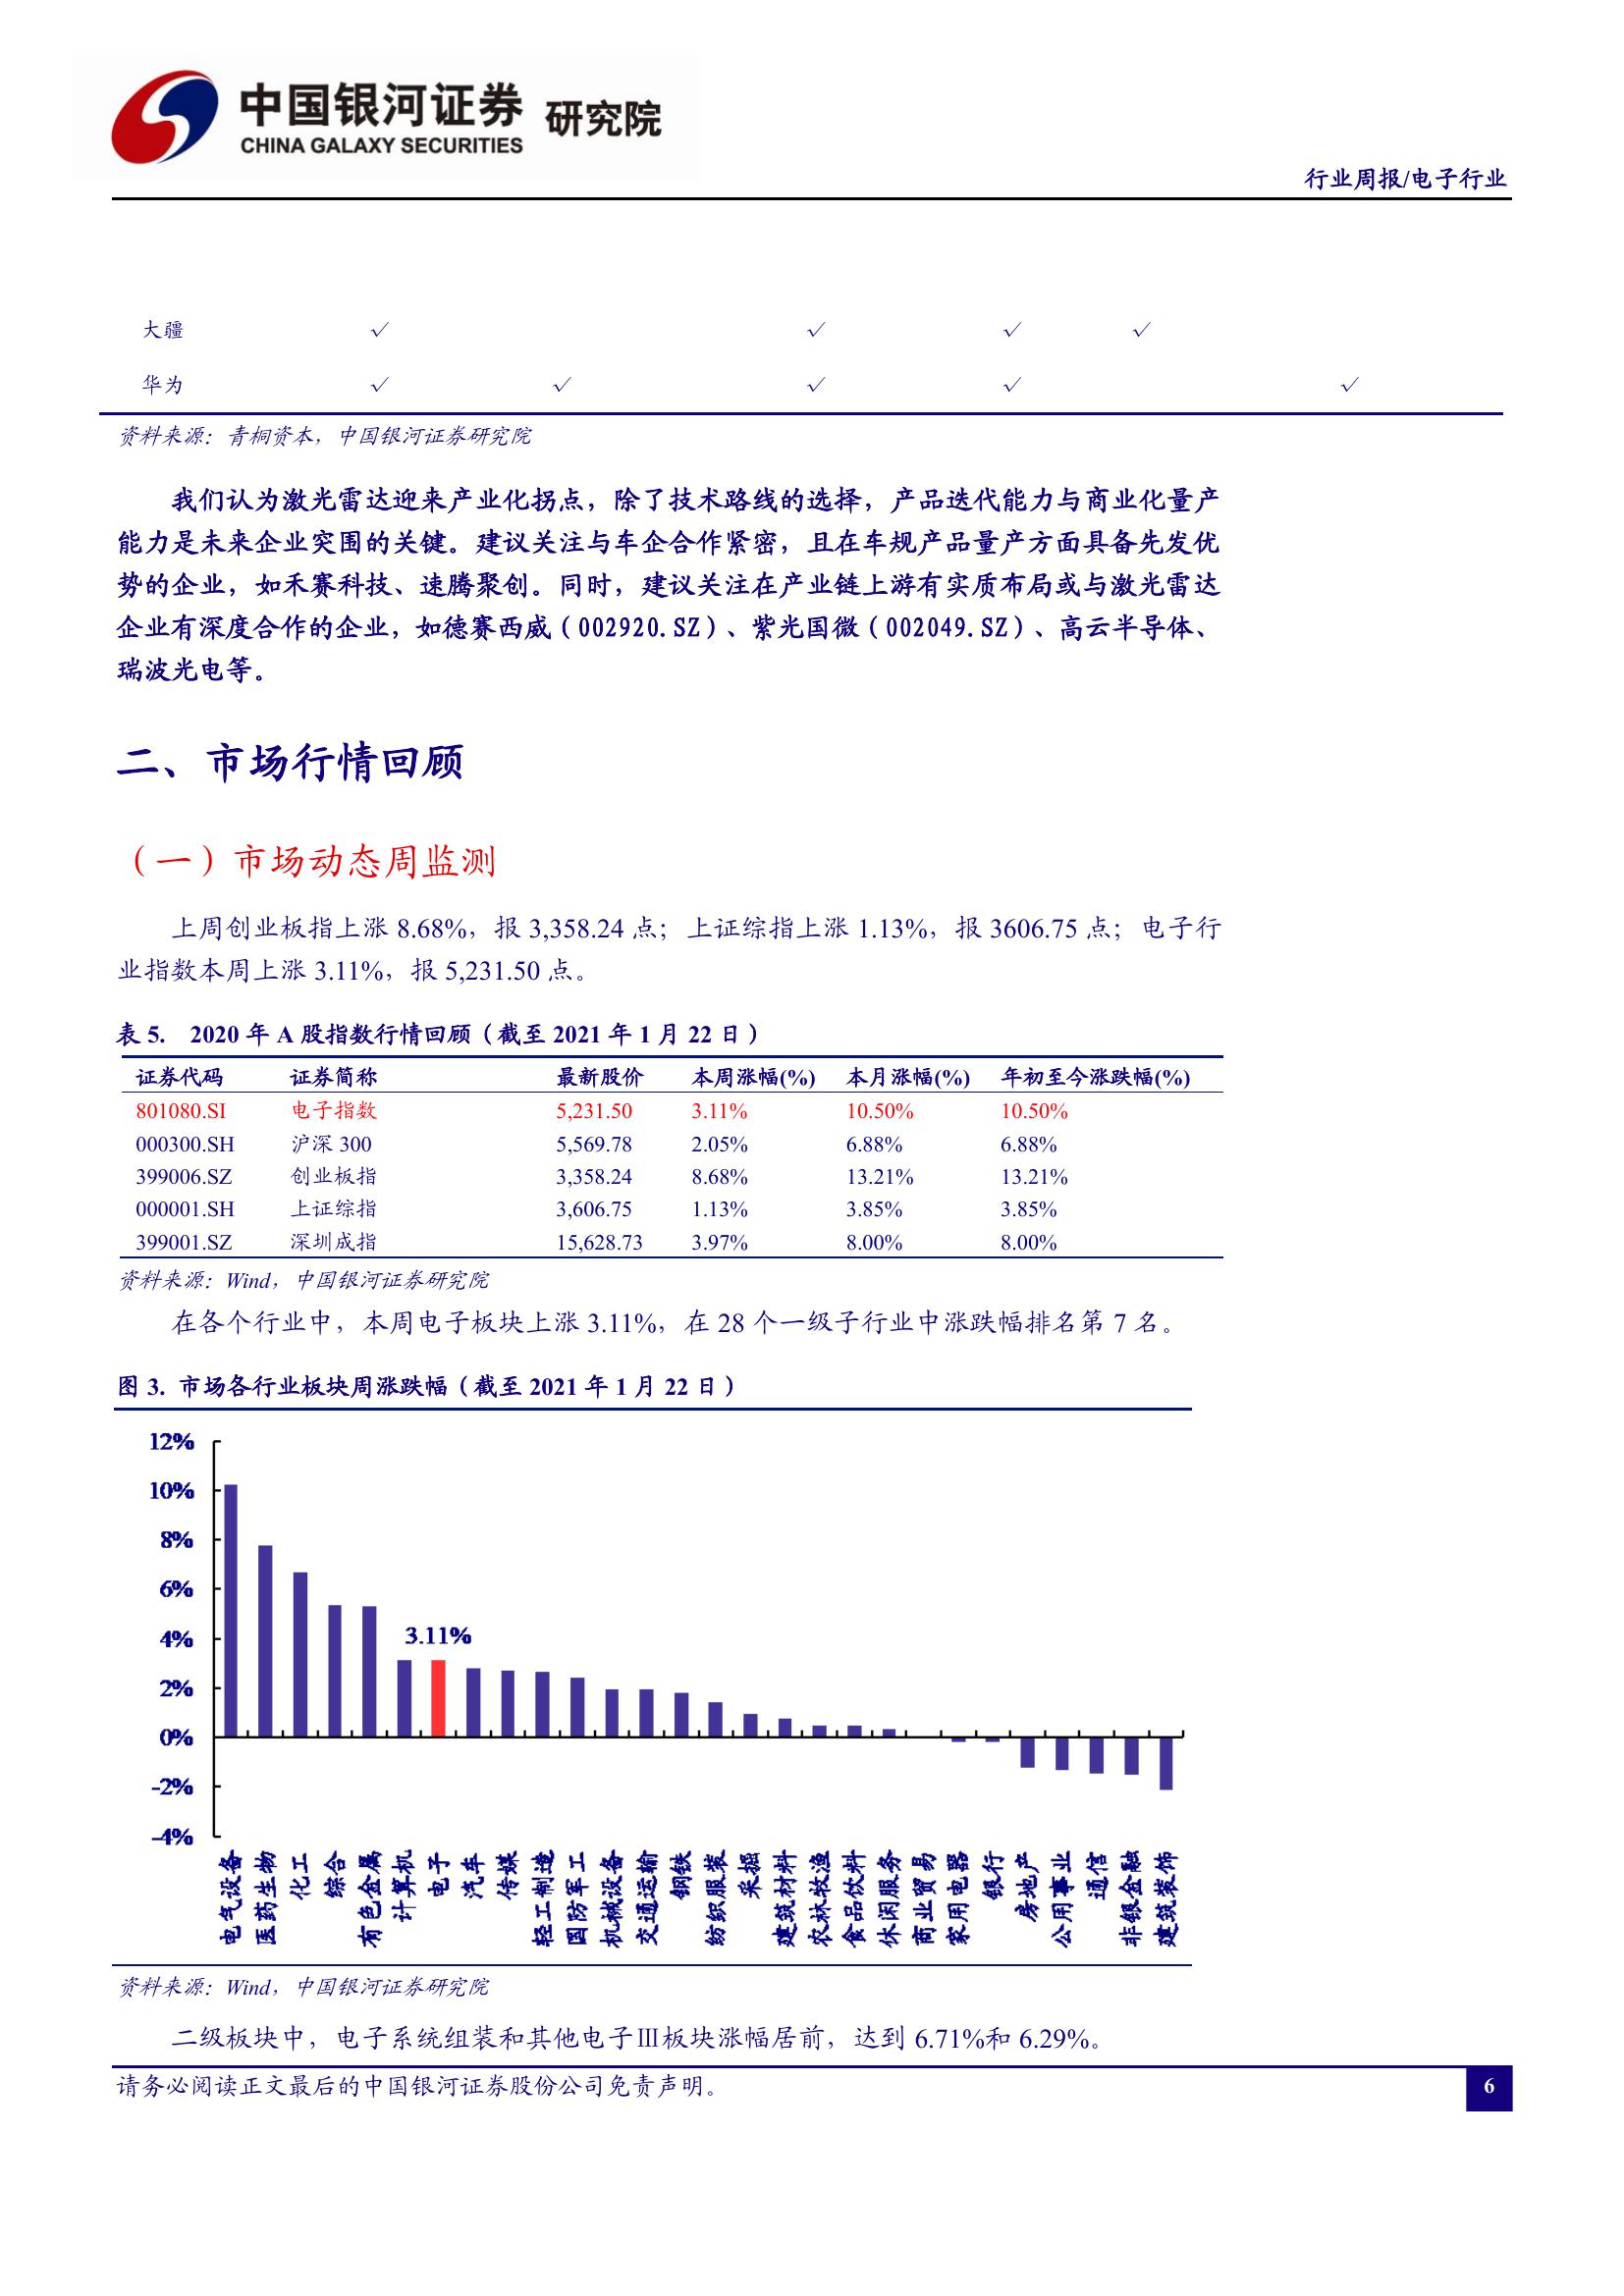 中国银河证券 研究院
CHINA GALAXY SECURITIES
行业周报/电子行业
大疆 √ √ √ √
华为 √ √ √ √ √
资料来源：青桐资本，中国银河证券研究院
我们认为激光雷达迎来产业化拐点，除了技术路线的选择，产品迭代能力与商业化量产
能力是未来企业突围的关键。建议关注与车企合作紧密，且在车规产品量产方面具备先发优
势的企业，如禾赛科技、速腾聚创。同时，建议关注在产业链上游有实质布局或与激光雷达
企业有深度合作的企业，如德赛西威（002920.SZ）、紫光国微（002049.SZ）、高云半导体、
瑞波光电等。
二、市场行情回顾
（一）市场动态周监测
上周创业板指上涨 8.68%，报 3,358.24 点；上证综指上涨 1.13%，报 3606.75 点；电子行
业指数本周上涨 3.11%，报 5,231.50 点。
表 5. 2020 年 A 股指数行情回顾（截至 2021 年 1 月 22 日）
证券代码 证券简称 最新股价 本周涨幅(%) 本月涨幅(%) 年初至今涨跌幅(%)
801080.SI 电子指数 5,231.50 3.11% 10.50% 10.50%
000300.SH 沪深 300 5,569.78 2.05% 6.88% 6.88%
399006.SZ 创业板指 3,358.24 8.68% 13.21% 13.21%
000001.SH 上证综指 3,606.75 1.13% 3.85% 3.85%
399001.SZ 深圳成指 15,628.73 3.97% 8.00% 8.00%
资料来源：Wind，中国银河证券研究院
在各个行业中，本周电子板块上涨 3.11%，在 28 个一级子行业中涨跌幅排名第 7 名。
图 3. 市场各行业板块周涨跌幅（截至 2021 年 1 月 22 日）
12%
10%
8%
6%
4%
2%
0%
-2%
-4%
3.11%
电气设备
医药生物
化工
综合
有色金属
计算机
电子
汽车
传媒
轻工制造
国防军工
机械设备
交通运输
钢铁
纺织服装
采掘
建筑材料
农林牧渔
食品饮料
休闲服务
商业贸易
家用电器
银行
房地产
公用事业
通信
非银金融
建筑装饰
资料来源：Wind，中国银河证券研究院
二级板块中，电子系统组装和其他电子Ⅲ板块涨幅居前，达到 6.71%和 6.29%。
请务必阅读正文最后的中国银河证券股份公司免责声明。
6